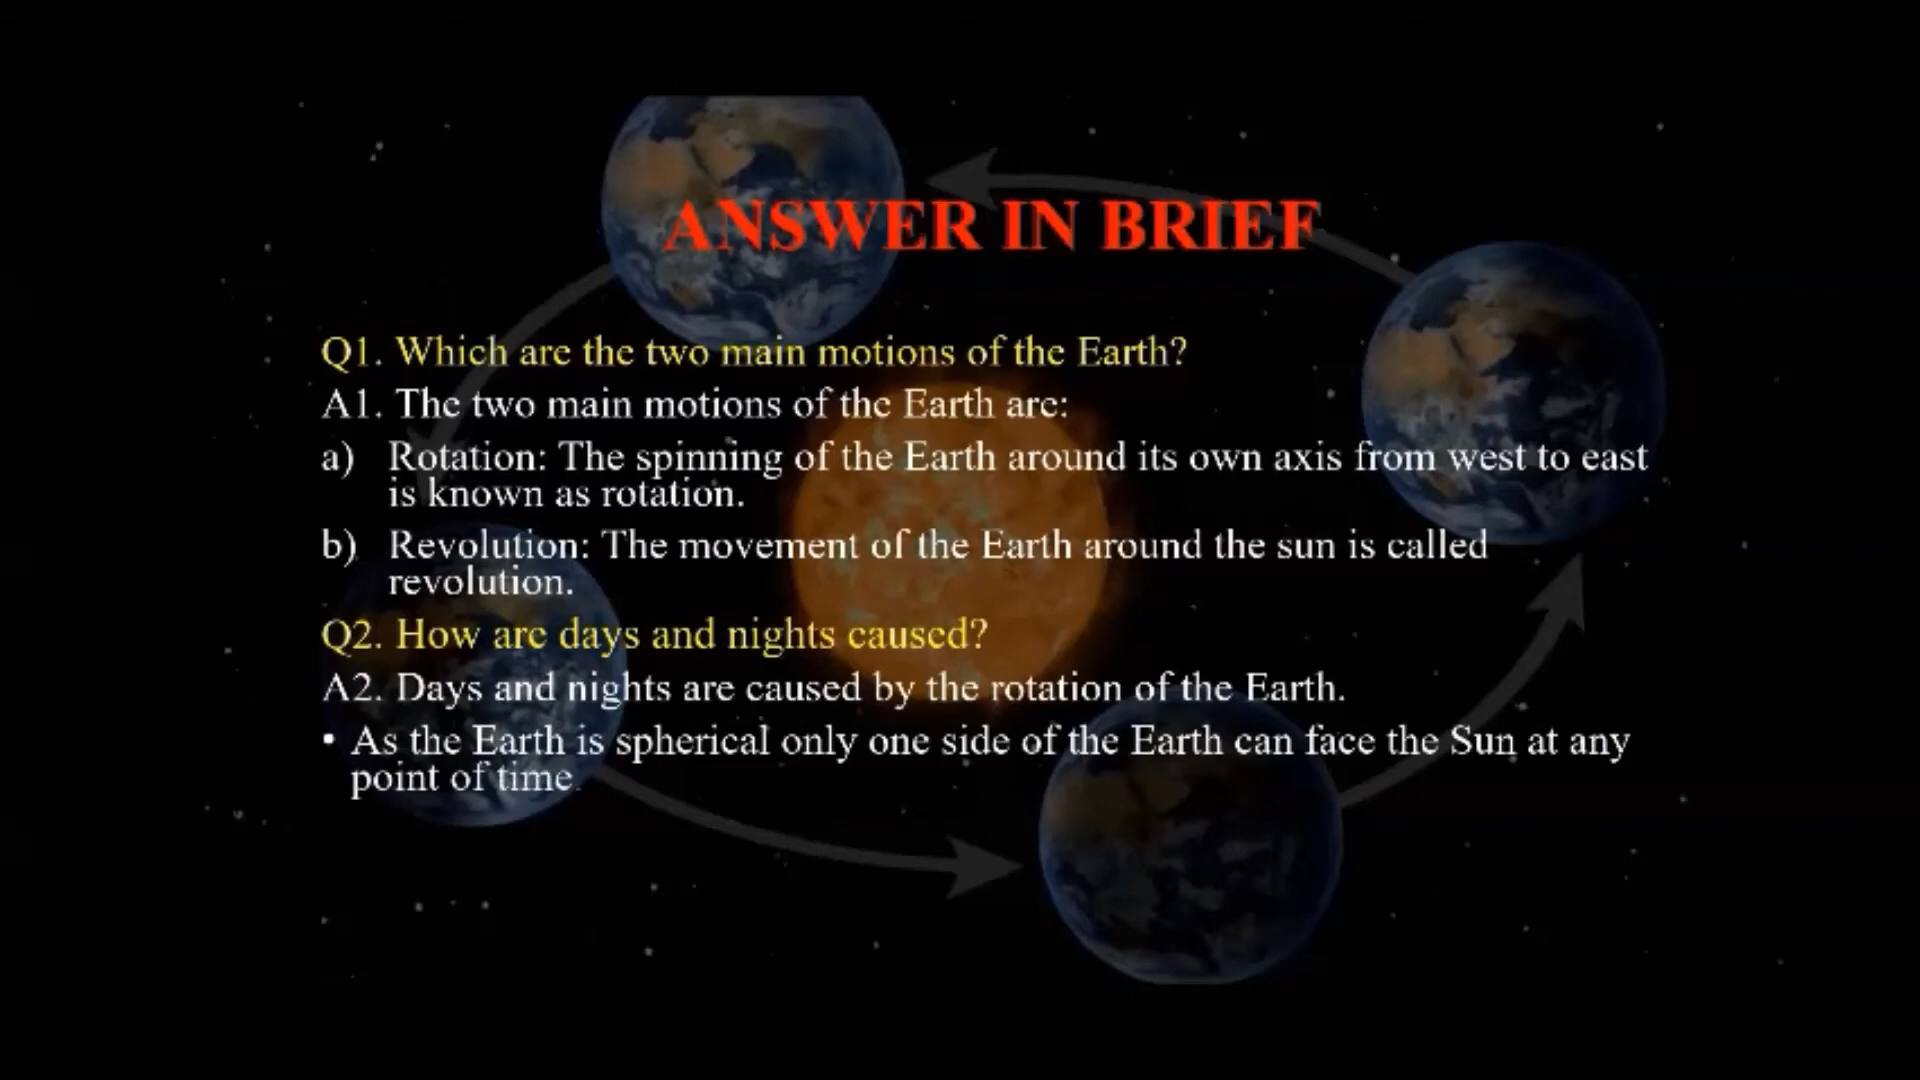 ANSWER IN BRIEF
Q1. Which are the two main motions of the Earth?
A1. The two main motions of the Earth are:
a) Rotation: The spinning of the Earth around its own axis from west to east
is known as rotation.
b) Revolution: The movement of the Earth around the sun is called
revolution.
Q2. How are days and nights caused?
A2. Days and nights are caused by the rotation of the Earth.
• As the Earth is spherical only one side of the Earth can face the Sun at any
point of time.